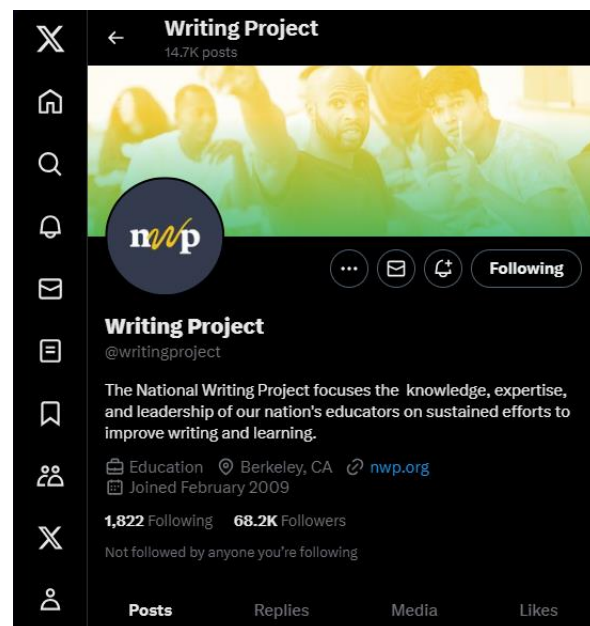 Writing Project
14.7K posts
nwp
Following
Writing Project
@writingproject
The National Writing Project focuses the knowledge, expertise,
and leadership of our nation's educators on sustained efforts to
improve writing and learning.
Education Berkeley, CA nwp.org
Joined February 2009
1,822 Following 68.2K Followers
Not followed by anyone you're following
Posts Replies Media Likes